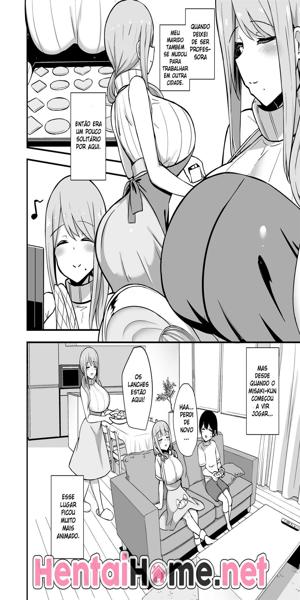 QUANDO
DEIXEI
DE SER
PROFES-
SORA
MEU
MARIDO
TAMBÉM
SE MUDOU
PARA
TRABALHAR
EM OUTRA
CIDADE.
ENTÃO ERA
UM POUCO
SOLITÁRIO
POR AQUI.
MAS
DESDE
QUANDO O
MISAKI-KUN
COMEÇOU
A VIR
JOGAR...
HAA...
PERDI
DE NOVO
...
OS
LANCHES
ESTÃO
AQUI!
ESSE
LUGAR
FICOU
MUITO
MAIS
ANIMADO.
HentaiHome.net